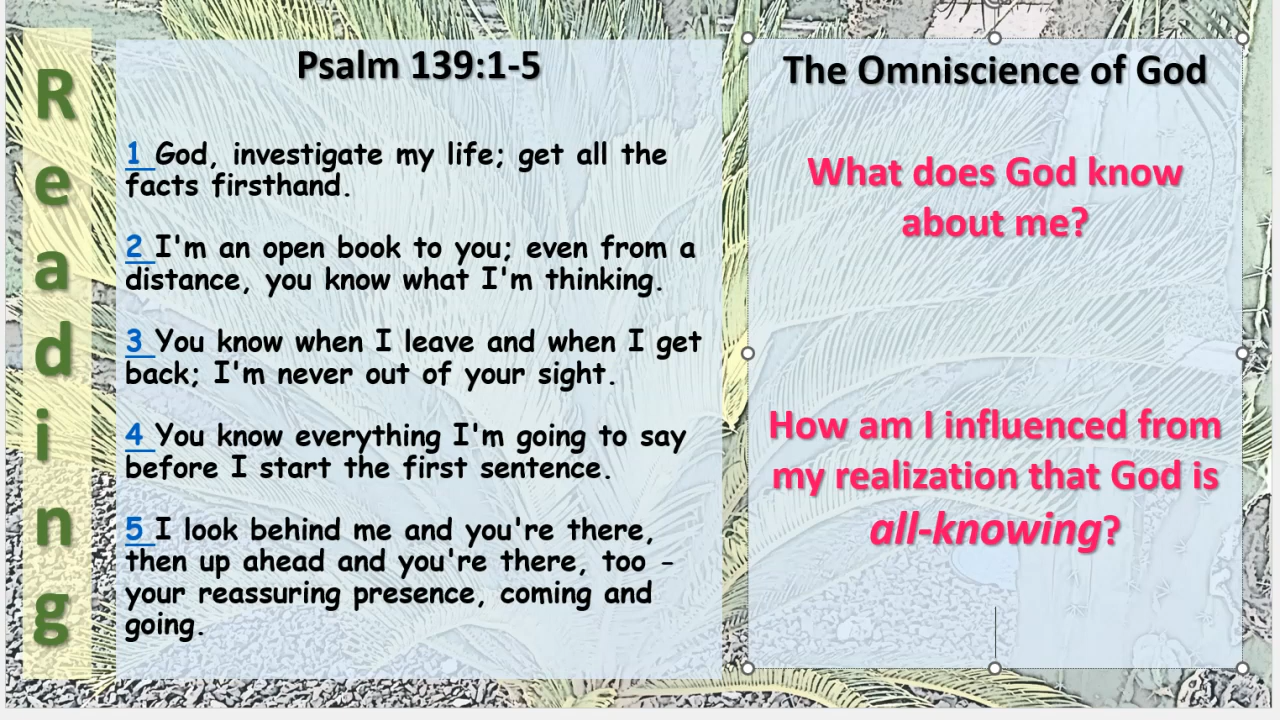 Reading
Psalm 139:1-5
1 God, investigate my life; get all the
facts firsthand.
2 I'm an open book to you; even from a
distance, you know what I'm thinking.
3 You know when I leave and when I get
back; I'm never out of your sight.
4 You know everything I'm going to say
before I start the first sentence.
5 I look behind me and you're there,
then up ahead and you're there, too -
your reassuring presence, coming and
going.
The Omniscience of God
What does God know
about me?
How am I influenced from
my realization that God is
all-knowing?